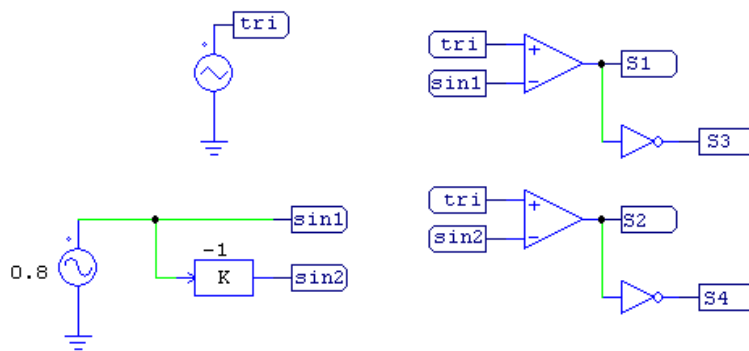 tri
tri
+
S1
sin1
−
S3
tri
+
S2
sin2
−
S4
sin1
0.8
-1
K
sin2